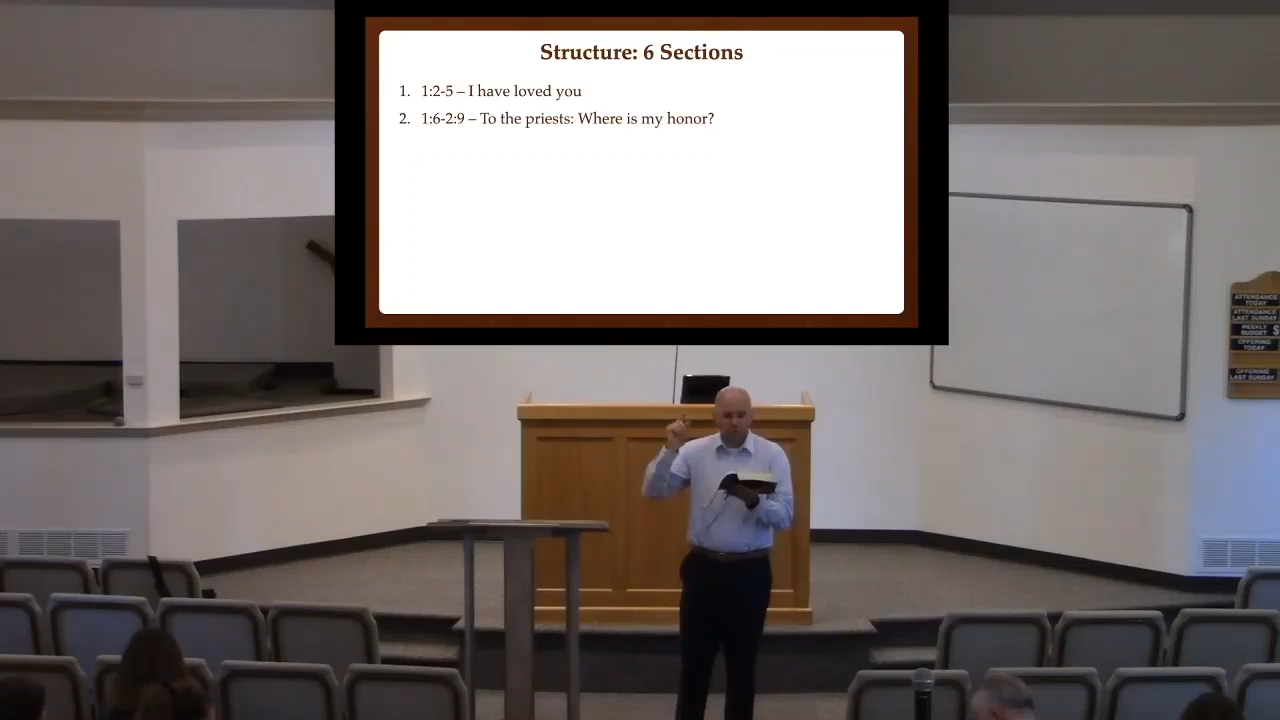 Structure: 6 Sections
1. 1:2-5 – I have loved you
2. 1:6-2:9 – To the priests: Where is my honor?
ATTENDANCE
TODAY
ATTENDANCE
LAST SUNDAY
WEEKLY
BUDGET $
OFFERING
TODAY
OFFERING
LAST SUNDAY